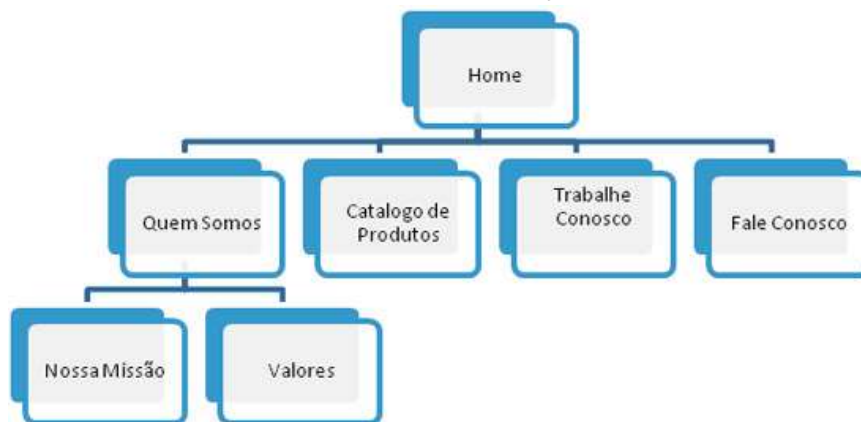 Home
Quem Somos
Catalogo de
Produtos
Trabalhe
Conosco
Fale Conosco
Nossa Missão
Valores